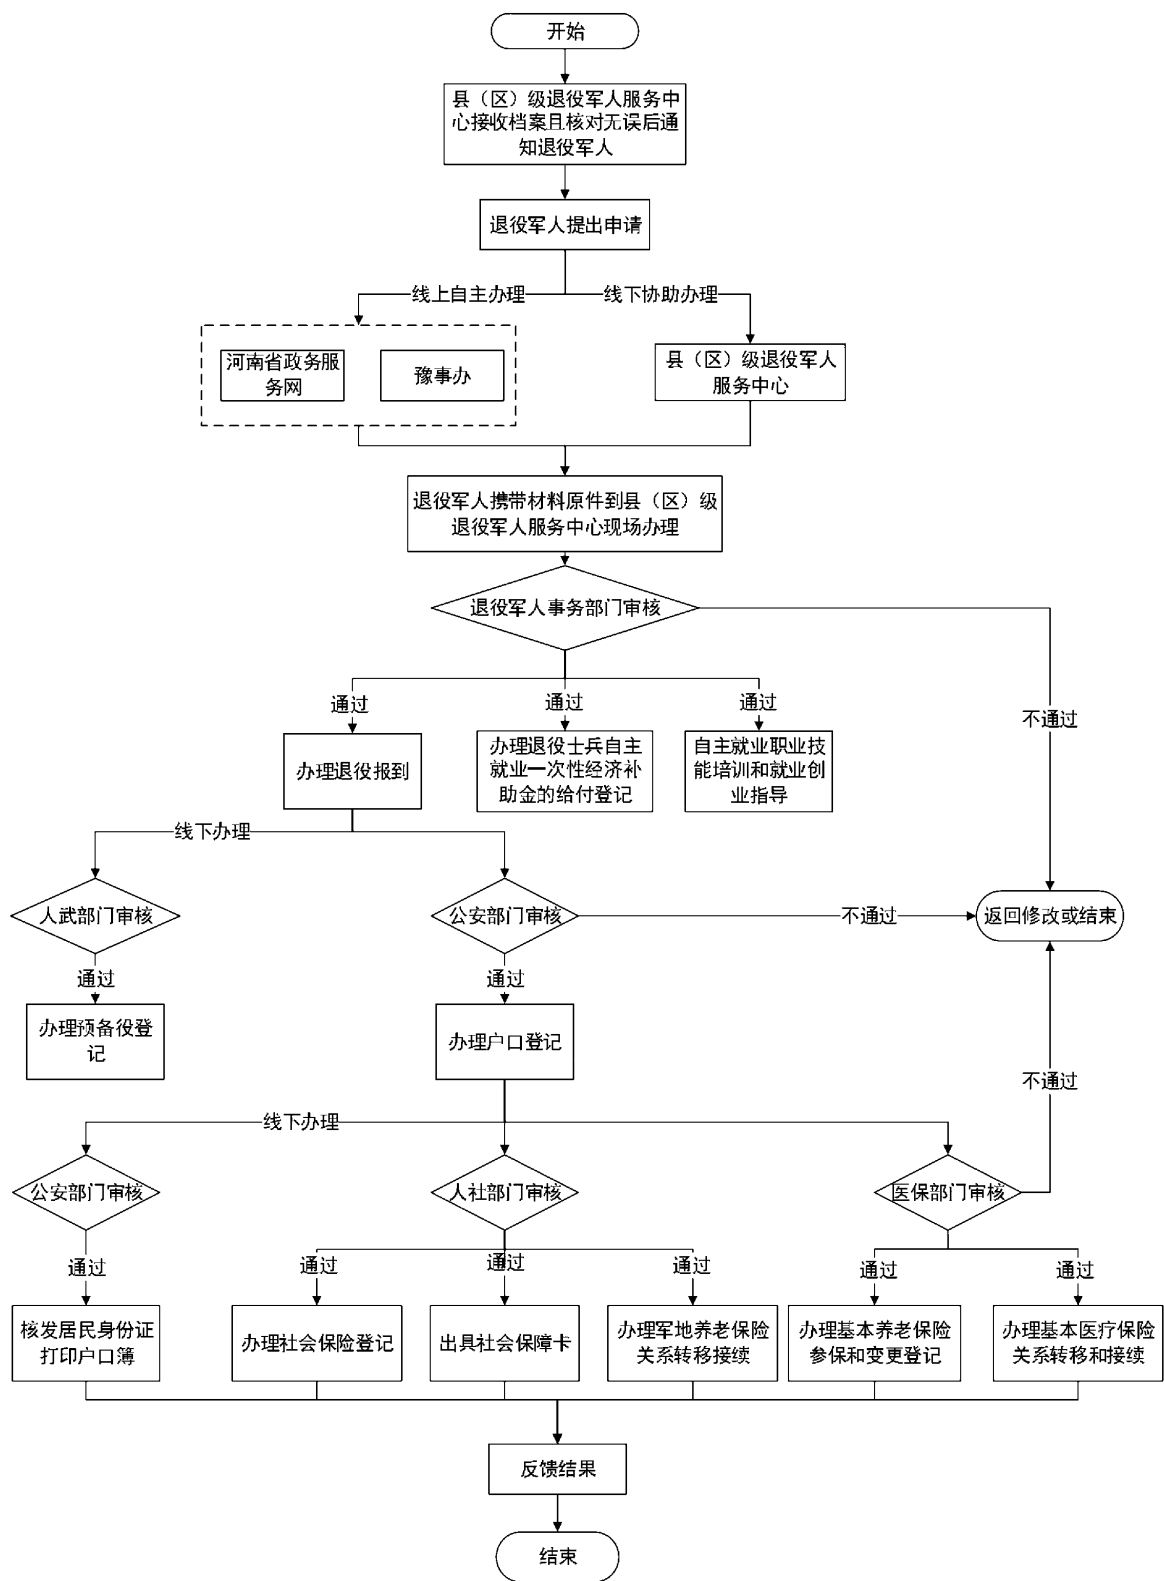 开始
县（区）级退役军人服务中
心接收档案且核对无误后通
知退役军人
退役军人提出申请
线上自主办理
线下协助办理
河南省政务服
务网
豫事办
县（区）级退役军人
服务中心
退役军人携带材料原件到县（区）级
退役军人服务中心现场办理
退役军人事务部门审核
通过
通过
通过
不通过
办理退役报到
办理退役士兵自主
就业一次性经济补
助金的给付登记
自主就业职业技
能培训和就业创
业指导
线下办理
人武部门审核
公安部门审核
不通过
返回修改或结束
通过
通过
办理预备役登
记
办理户口登记
不通过
线下办理
公安部门审核
人社部门审核
医保部门审核
通过
通过
通过
通过
通过
通过
核发居民身份证
打印户口簿
办理社会保险登记
出具社会保障卡
办理军地养老保险
关系转移接续
办理基本养老保险
参保和变更登记
办理基本医疗保险
关系转移和接续
反馈结果
结束